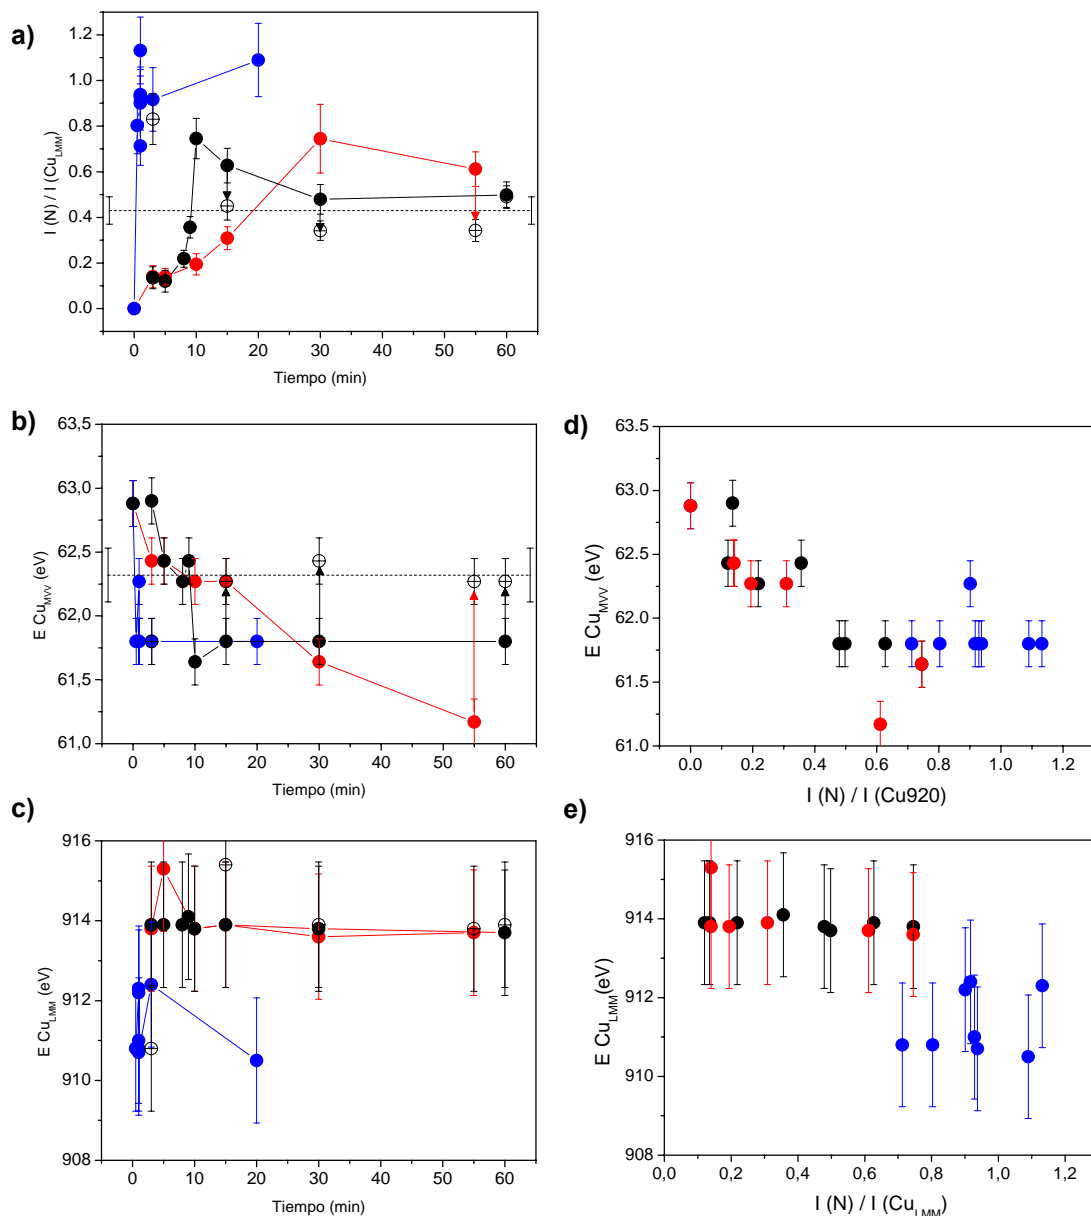 a)
I (N) / I (Cu_LMM)
1.2
1.0
0.8
0.6
0.4
0.2
0.0
0 10 20 30 40 50 60
Tiempo (min)
b)
E Cu_MVV (eV)
63,5
63,0
62,5
62,0
61,5
61,0
0 10 20 30 40 50 60
Tiempo (min)
d)
E Cu_MVV (eV)
63.5
63.0
62.5
62.0
61.5
61.0
0.0 0.2 0.4 0.6 0.8 1.0 1.2
I (N) / I (Cu920)
c)
E Cu_LMM (eV)
916
914
912
910
908
0 10 20 30 40 50 60
Tiempo (min)
e)
E Cu_LMM (eV)
916
914
912
910
908
0,2 0,4 0,6 0,8 1,0 1,2
I (N) / I (Cu_LMM)